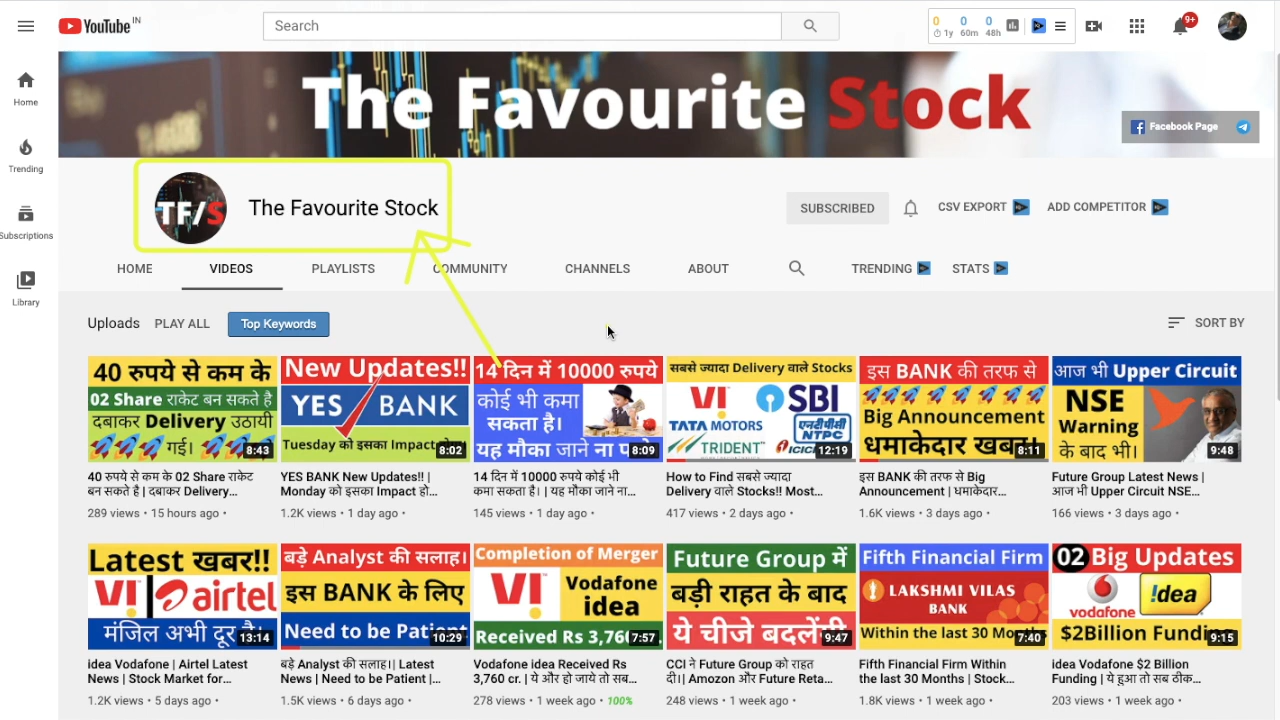 YouTube IN
Search
0 0 0
1y 60m 48h
9+
The Favourite Stock
Facebook Page
Home
Trending
Subscriptions
Library
TF/S
The Favourite Stock
SUBSCRIBED
CSV EXPORT
ADD COMPETITOR
HOME
VIDEOS
PLAYLISTS
COMMUNITY
CHANNELS
ABOUT
TRENDING
STATS
Uploads
PLAY ALL
Top Keywords
SORT BY
40 रुपये से कम के
02 Share राकेट बन सकते है
दबाकर Delivery उठायी
गई।
8:43
New Updates!!
YES BANK
Tuesday को इसका Impact
8:02
14 दिन में 10000 रुपये
कोई भी कमा
सकता है।
यह मौका जाने ना
8:09
सबसे ज्यादा Delivery वाले Stocks
VI SBI
TATA MOTORS
एनटीपीसी
NTPC
TRIDENT
12:19
इस BANK की तरफ से
Big Announcement
धमाकेदार खबर
8:11
आज भी Upper Circuit
NSE
Warning
के बाद भी।
9:48
40 रुपये से कम के 02 Share राकेट
बन सकते है | दबाकर Delivery...
289 views • 15 hours ago •
YES BANK New Updates!! |
Monday को इसका Impact हो...
1.2K views • 1 day ago •
14 दिन में 10000 रुपये कोई भी
कमा सकता है। | यह मौका जाने ना...
145 views • 1 day ago •
How to Find सबसे ज्यादा
Delivery वाले Stocks!! Most...
417 views • 2 days ago •
इस BANK की तरफ से Big
Announcement | धमाकेदार...
1.6K views • 3 days ago •
Future Group Latest News |
आज भी Upper Circuit NSE...
166 views • 3 days ago •
Latest खबर!!
VI airtel
मंजिल अभी दूर है।
13:14
बड़े Analyst की सलाह।
इस BANK के लिए
Need to be Patient
10:29
Completion of Merger
VI Vodafone
idea
Received Rs 3,760
7:57
Future Group में
बड़ी राहत के बाद
ये चीजे बदलेंगी
9:47
Fifth Financial Firm
LAKSHMI VILAS
BANK
Within the last 30
7:40
02 Big Updates
vodafone !dea
$2Billion Funding
9:15
idea Vodafone | Airtel Latest
News | Stock Market for...
1.2K views • 5 days ago •
बड़े Analyst की सलाह।| Latest
News | Need to be Patient |...
1.5K views • 6 days ago •
Vodafone idea Received Rs
3,760 cr. | ये और हो जाये तो सब...
278 views • 1 week ago • 100%
CCI ने Future Group को राहत
दी।| Amozon और Future Reta...
248 views • 1 week ago •
Fifth Financial Firm Within
the last 30 Months | Stock...
1.8K views • 1 week ago •
idea Vodafone $2 Billion
Funding | ये हुआ तो सब ठीक...
203 views • 1 week ago •